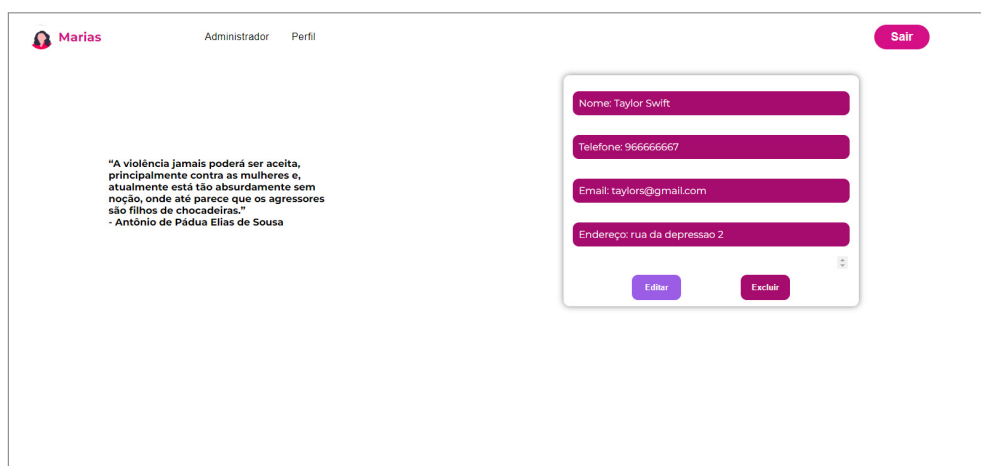 Marias
Administrador
Perfil
Sair
“A violência jamais poderá ser aceita,
principalmente contra as mulheres e,
atualmente está tão absurdamente sem
noção, onde até parece que os agressores
são filhos de chocadeiras.”
- Antônio de Pádua Elias de Sousa
Nome: Taylor Swift
Telefone: 966666667
Email: taylors@gmail.com
Endereço: rua da depressao 2
Editar
Excluir